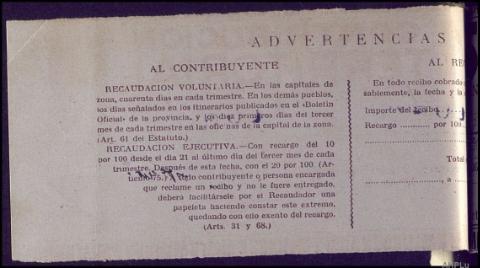 ADVERTENCIAS
AL CONTRIBUYENTE
RECAUDACION VOLUNTARIA.—En las capitales de
zona, cuarenta días en cada trimestre. En los demás pueblos,
los días señalados en los itinerarios publicados en el «Boletín
Oficial» de la provincia, y los diez primeros días del tercer
mes de cada trimestre en las oficinas de la capital de la zona.
(Art. 61 del Estatuto.)
RECAUDACION EJECUTIVA.—Con recargo del 10
por 100 desde el día 21 al último día del tercer mes de cada
trimestre. Después de esta fecha, con el 20 por 100. (Ar-
contribuyente o persona encargada
que reclame un recibo y no le fuere entregado,
deberá facilitársele por el Recaudador una
papeleta haciendo constar este extremo,
quedando con ello exento del recargo.
(Arts. 31 y 68.)
AL RE
En todo recibo cobrado
sablemente, la fecha y la
Importe del recibo
Recargo ......... por 100
Total
, a
AMPLu